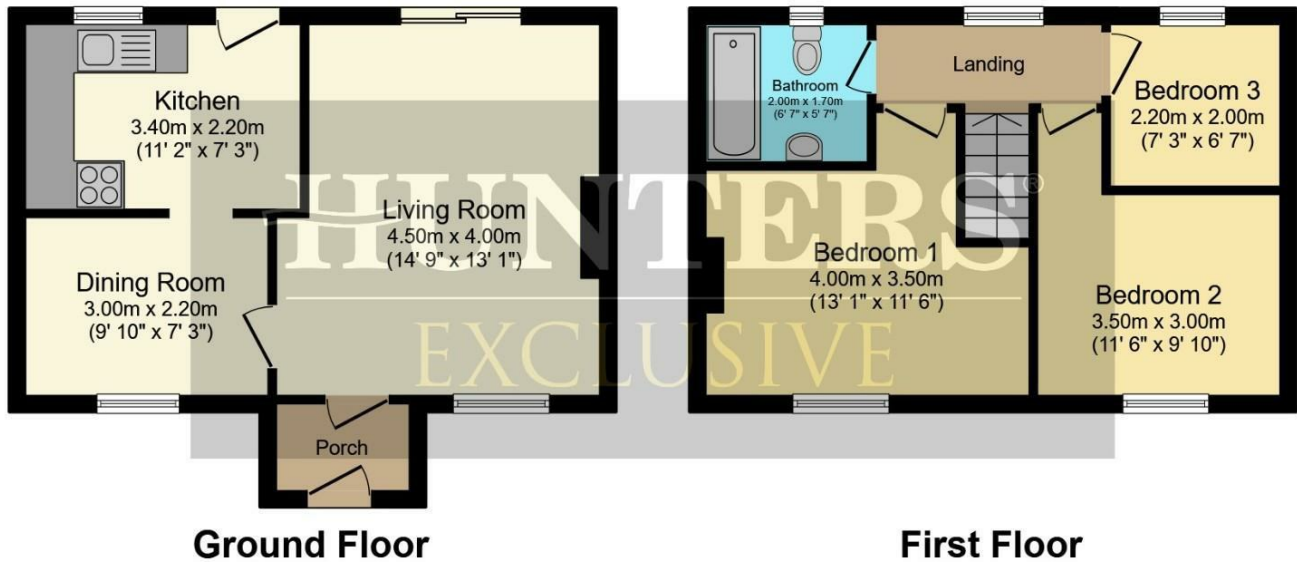 Kitchen
3.40m x 2.20m
(11' 2" x 7' 3")
Living Room
4.50m x 4.00m
(14' 9" x 13' 1")
Dining Room
3.00m x 2.20m
(9' 10" x 7' 3")
Porch
Ground Floor
Bathroom
2.00m x 1.70m
(6' 7" x 5' 7")
Landing
Bedroom 3
2.20m x 2.00m
(7' 3" x 6' 7")
Bedroom 1
4.00m x 3.50m
(13' 1" x 11' 6")
Bedroom 2
3.50m x 3.00m
(11' 6" x 9' 10")
First Floor
HUNTERS®
EXCLUSIVE